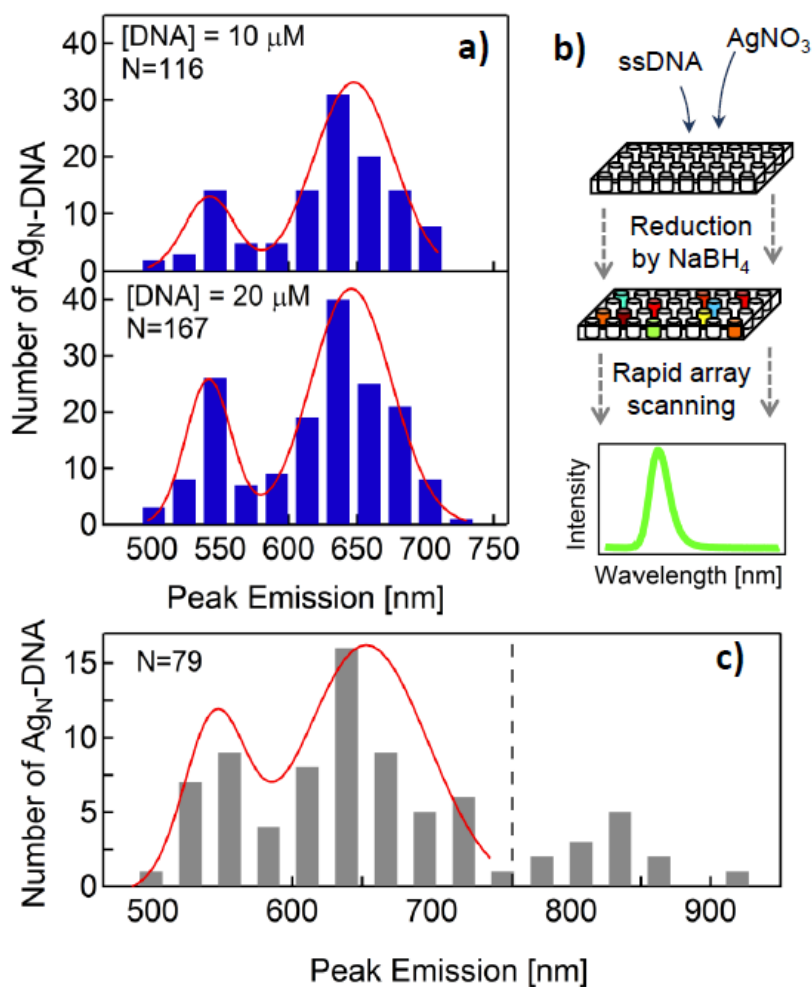 [DNA] = 10 μM
N=116
a)
40
30
20
10
0
[DNA] = 20 μM
N=167
40
20
0
500 550 600 650 700 750
Peak Emission [nm]
Number of AgN-DNA
b)
ssDNA
AgNO3
Reduction
by NaBH4
Rapid array
scanning
Intensity
Wavelength [nm]
N=79
c)
15
10
5
0
500 600 700 800 900
Peak Emission [nm]
Number of AgN-DNA